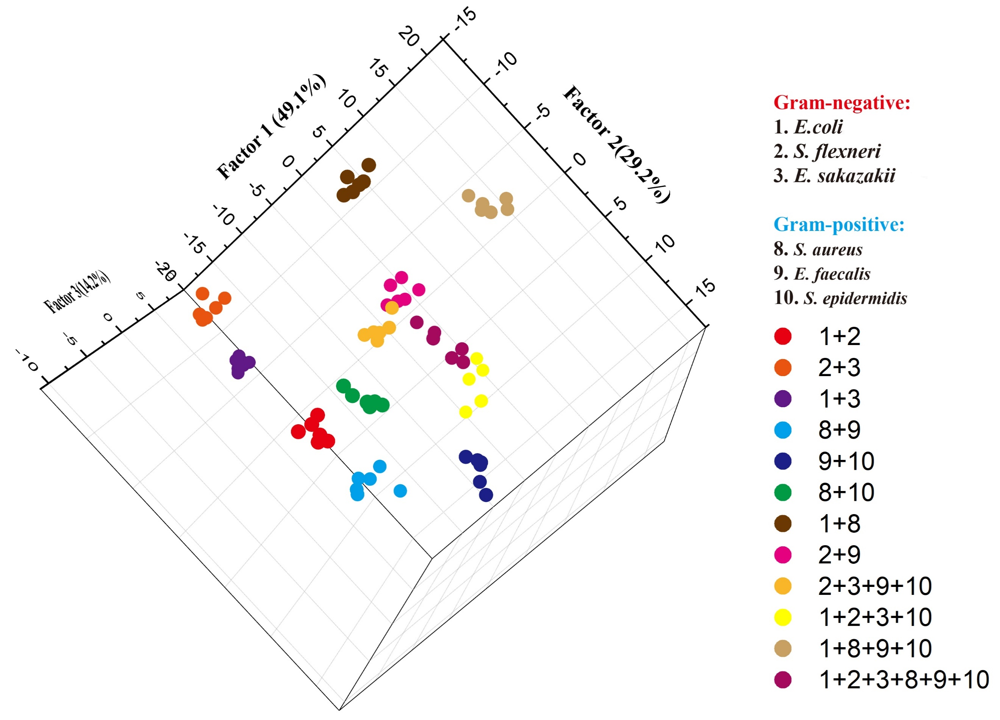 -15
20
-10
15
Factor 1 (49.1%)
10
Factor 2(29.2%)
-5
5
0
0
-5
5
-10
10
-15
15
-20
Factor 3(14.2%)
5
0
-5
-10
Gram-negative:
1. E.coli
2. S. flexneri
3. E. sakazakii
Gram-positive:
8. S. aureus
9. E. faecalis
10. S. epidermidis
1+2
2+3
1+3
8+9
9+10
8+10
1+8
2+9
2+3+9+10
1+2+3+10
1+8+9+10
1+2+3+8+9+10